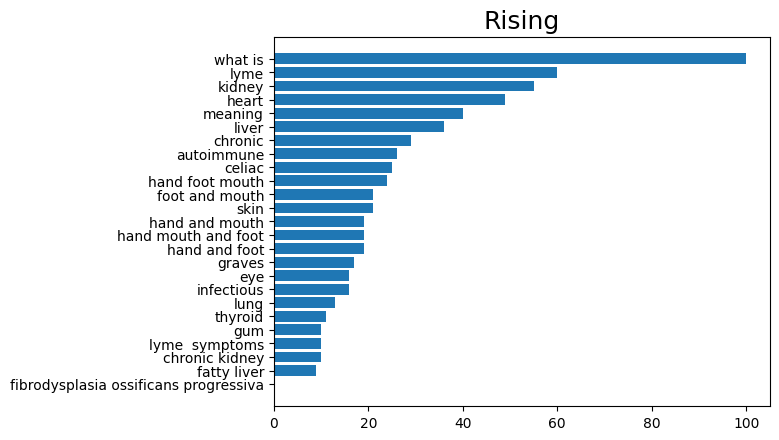 Rising
what is
lyme
kidney
heart
meaning
liver
chronic
autoimmune
celiac
hand foot mouth
foot and mouth
skin
hand and mouth
hand mouth and foot
hand and foot
graves
eye
infectious
lung
thyroid
gum
lyme  symptoms
chronic kidney
fatty liver
fibrodysplasia ossificans progressiva
0 20 40 60 80 100